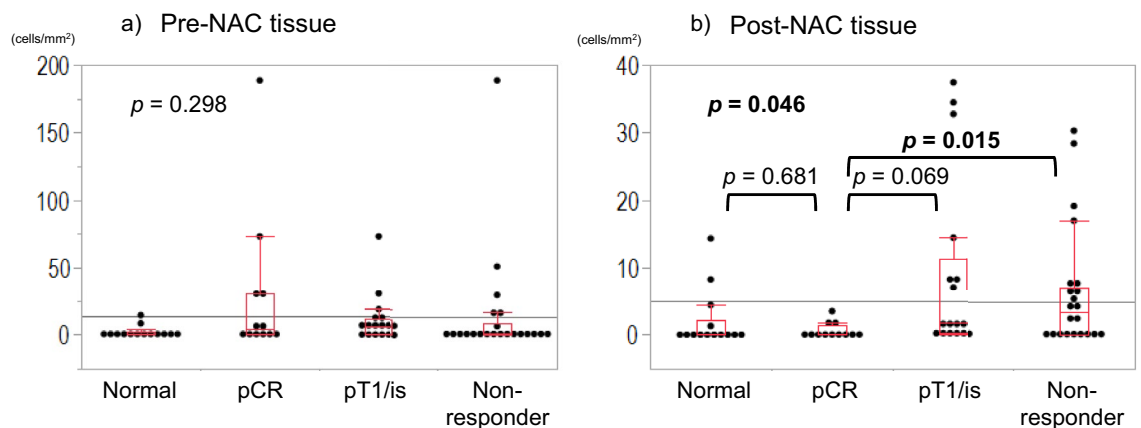 a) Pre-NAC tissue
(cells/mm²)
200
150
100
50
0
p = 0.298
Normal
pCR
pT1/is
Non-
responder
b) Post-NAC tissue
(cells/mm²)
40
30
20
10
0
p = 0.046
p = 0.015
p = 0.681
p = 0.069
Normal
pCR
pT1/is
Non-
responder